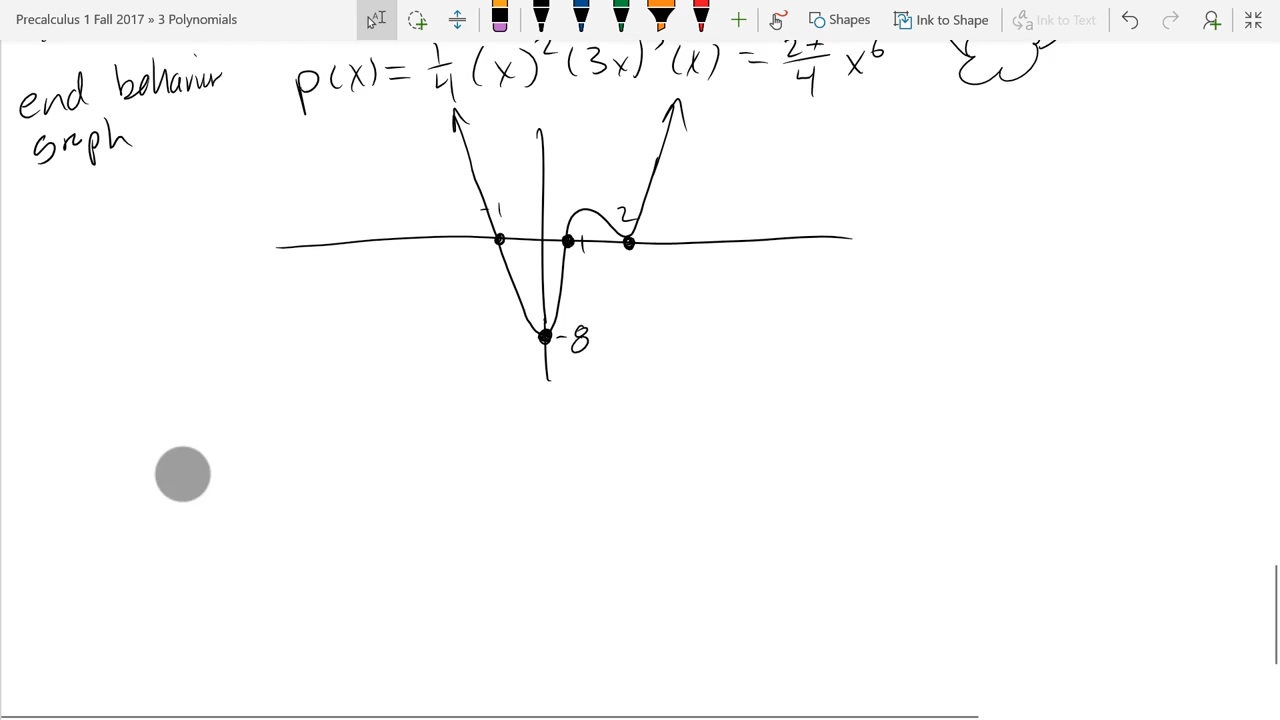 Precalculus 1 Fall 2017 » 3 Polynomials
Shapes
Ink to Shape
Ink to Text
end behavior
graph
p(x) = 1/4 (x)² (3x)³ (x) = 27/4 x⁶
-1
1
2
-8